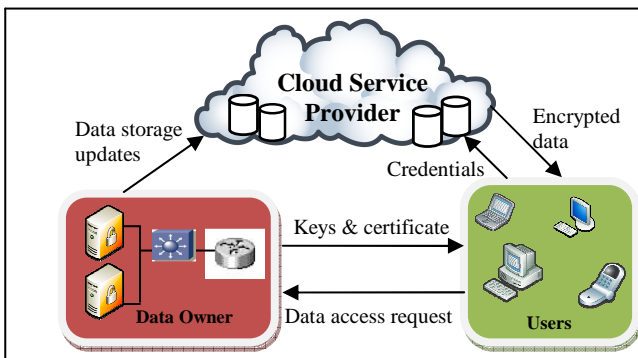 Cloud Service
Provider
Data storage
updates
Encrypted
data
Credentials
Keys & certificate
Data access request
Data Owner
Users